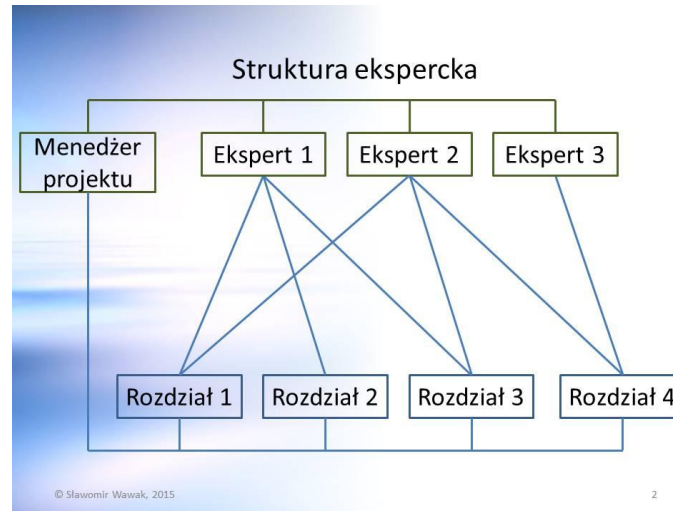 Struktura ekspercka
Menedżer
projektu
Ekspert 1
Ekspert 2
Ekspert 3
Rozdział 1
Rozdział 2
Rozdział 3
Rozdział 4
© Sławomir Wawak, 2015
2